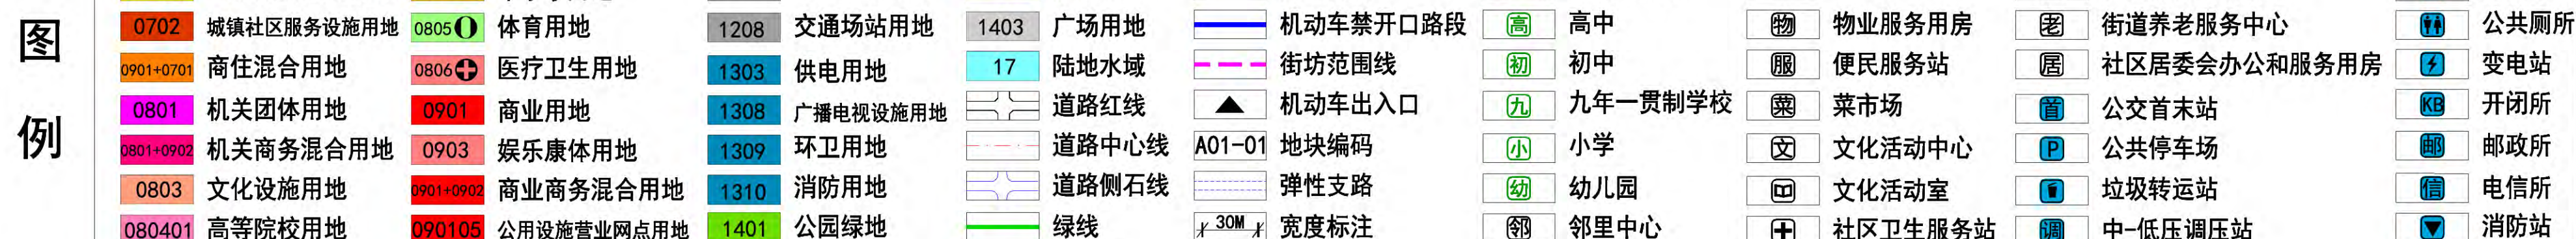 图例
0702 城镇社区服务设施用地 0805 体育用地 1208 交通场站用地 1403 广场用地 机动车禁开口路段 高 高中 物 物业服务用房 老 街道养老服务中心 公共厕所
0901+0701 商住混合用地 0806 医疗卫生用地 1303 供电用地 17 陆地水域 街坊范围线 初 初中 服 便民服务站 居 社区居委会办公和服务用房 变电站
0801 机关团体用地 0901 商业用地 1308 广播电视设施用地 道路红线 机动车出入口 九 九年一贯制学校 菜 菜市场 首 公交首末站 KB 开闭所
0801+0902 机关商务混合用地 0903 娱乐康体用地 1309 环卫用地 道路中心线 A01-01 地块编码 小 小学 文 文化活动中心 P 公共停车场 邮 邮政所
0803 文化设施用地 0901+0902 商业商务混合用地 1310 消防用地 道路侧石线 弹性支路 幼 幼儿园 文化活动室 垃圾转运站 信 电信所
080401 高等院校用地 090105 公用设施营业网点用地 1401 公园绿地 绿线 30M 宽度标注 邻 邻里中心 社区卫生服务站 调 中-低压调压站 消防站